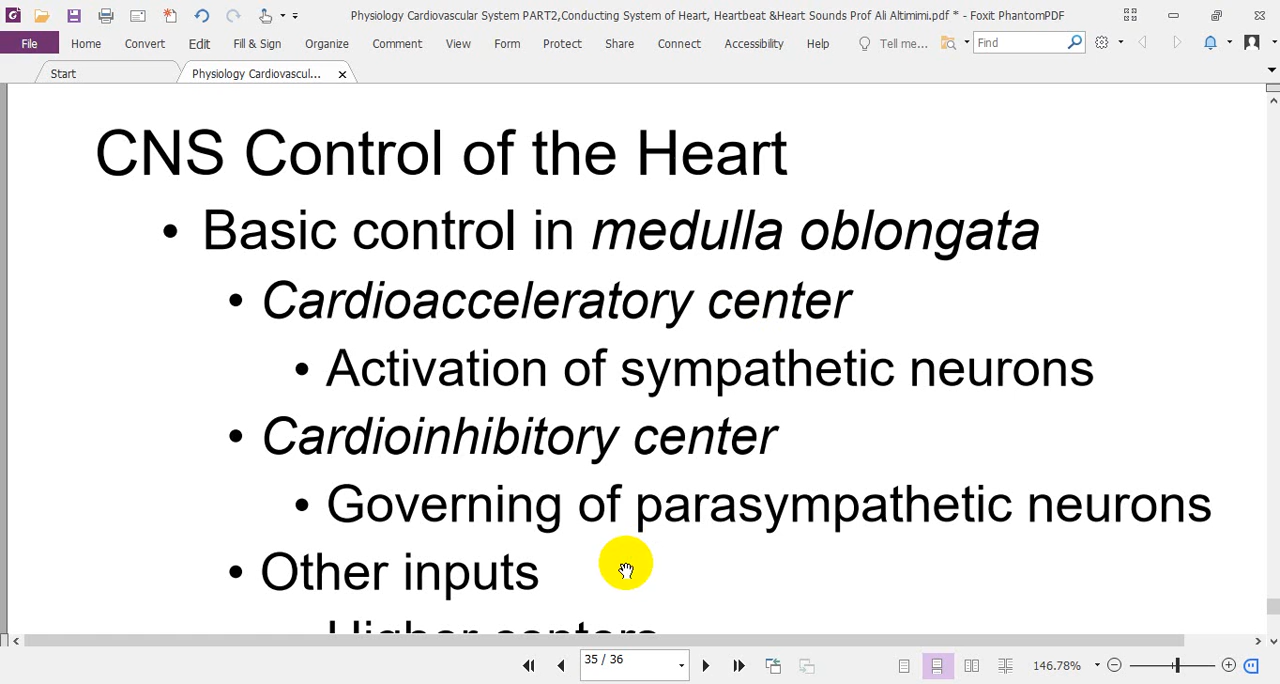 Physiology Cardiovascular System PART2,Conducting System of Heart, Heartbeat &Heart Sounds Prof Ali Altimimi.pdf * - Foxit PhantomPDF
File Home Convert Edit Fill & Sign Organize Comment View Form Protect Share Connect Accessibility Help Tell me... Find
Start Physiology Cardiovascul...
CNS Control of the Heart
• Basic control in medulla oblongata
• Cardioacceleratory center
• Activation of sympathetic neurons
• Cardioinhibitory center
• Governing of parasympathetic neurons
• Other inputs
Higher centers
35 / 36 146.78%